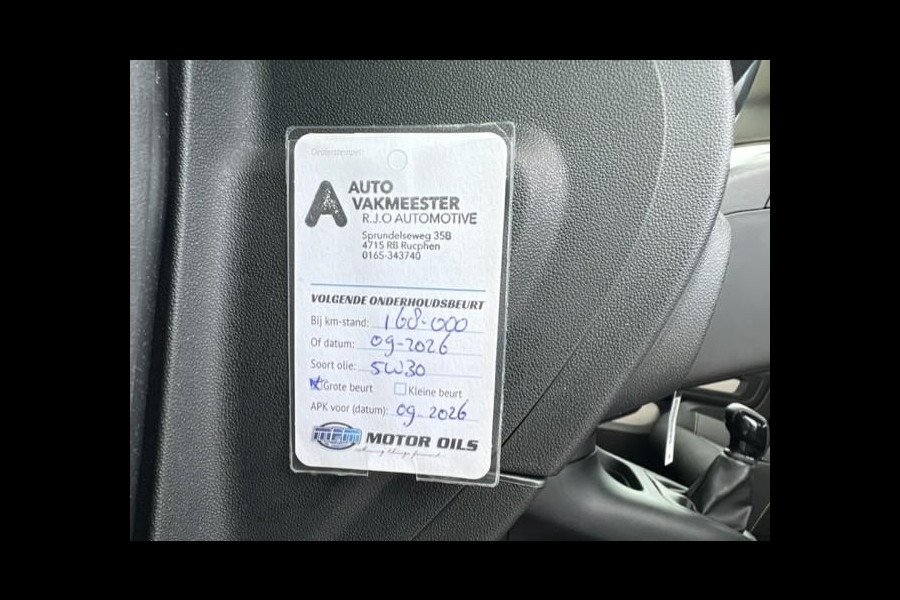 AUTO
VAKMEESTER
R.J.O AUTOMOTIVE
Sprundelseweg 35B
4715 RB Rucphen
0165-343740
VOLGENDE ONDERHOUDSBEURT
Bij km-stand: 168-000
Of datum: 09-2026
Soort olie: 5W30
Grote beurt Kleine beurt
APK voor (datum): 09-2026
MPM MOTOR OILS